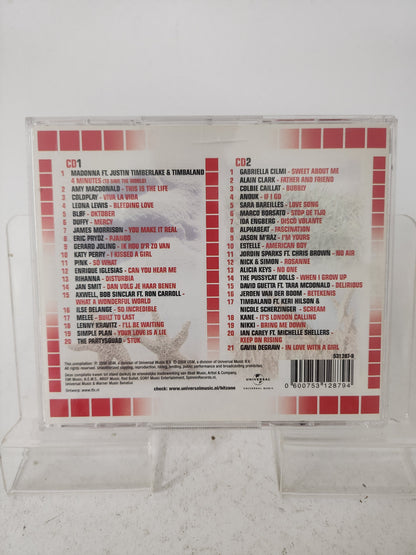 CD1
1 MADONNA FT. JUSTIN TIMBERLAKE & TIMBALAND
4 MINUTES (TO SAVE THE WORLD)
2 AMY MACDONALD - THIS IS THE LIFE
3 COLDPLAY - VIVA LA VIDA
4 LEONA LEWIS - BLEEDING LOVE
5 BLØF - OKTOBER
6 DUFFY - MERCY
7 JAMES MORRISON - YOU MAKE IT REAL
8 ERIC PRYDZ - PJANOO
9 GERARD JOLING - IK HOU D'R ZO VAN
10 KATY PERRY - I KISSED A GIRL
11 P!NK - SO WHAT
12 ENRIQUE IGLESIAS - CAN YOU HEAR ME
13 RIHANNA - DISTURBIA
14 JAN SMIT - DAN VOLG JE HAAR BENEN
15 AXWELL, BOB SINCLAR FT. RON CARROLL -
WHAT A WONDERFUL WORLD
16 ILSE DELANGE - SO INCREDIBLE
17 MELEE - BUILT TO LAST
18 LENNY KRAVITZ - I'LL BE WAITING
19 SIMPLE PLAN - YOUR LOVE IS A LIE
20 THE PARTYSQUAD - STUK
CD2
1 GABRIELLA CILMI - SWEET ABOUT ME
2 ALAIN CLARK - FATHER AND FRIEND
3 COLBIE CAILLAT - BUBBLY
4 ANOUK - IF I GO
5 SARA BAREILLES - LOVE SONG
6 MARCO BORSATO - STOP DE TIJD
7 IDA ENGBERG - DISCO VOLANTE
8 ALPHABEAT - FASCINATION
9 JASON M'RAZ - I'M YOURS
10 ESTELLE - AMERICAN BOY
11 JORDIN SPARKS FT. CHRIS BROWN - NO AIR
12 NICK & SIMON - ROSANNE
13 ALICIA KEYS - NO ONE
14 THE PUSSYCAT DOLLS - WHEN I GROW UP
15 DAVID GUETTA FT. TARA MCDONALD - DELIRIOUS
16 JEROEN VAN DER BOOM - BETEKENIS
17 TIMBALAND FT. KERI HILSON &
NICOLE SCHERZINGER - SCREAM
18 KANE - IT'S LONDON CALLING
19 NIKKI - BRING ME DOWN
20 IAN CAREY FT. MICHELLE SHELLERS -
KEEP ON RISING
21 GAVIN DEGRAW - IN LOVE WITH A GIRL
check: www.universalmusic.nl/hitzone
UNIVERSAL
UNIVERSAL MUSIC
531 287-9
0 600753 128794